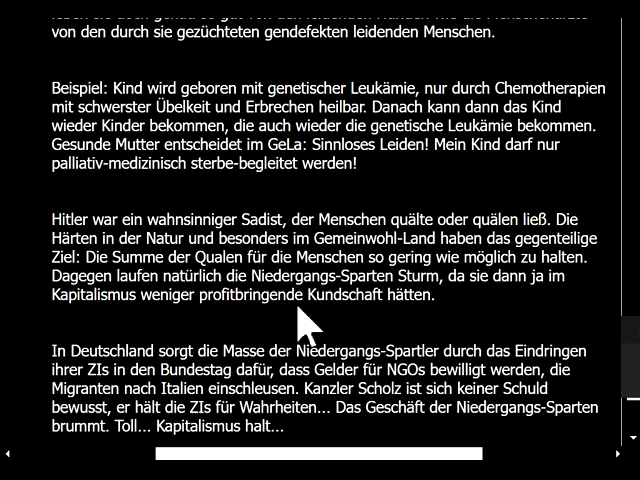 von den durch sie gezüchteten gendefekten leidenden Menschen.
Beispiel: Kind wird geboren mit genetischer Leukämie, nur durch Chemotherapien
mit schwerster Übelkeit und Erbrechen heilbar. Danach kann dann das Kind
wieder Kinder bekommen, die auch wieder die genetische Leukämie bekommen.
Gesunde Mutter entscheidet im GeLa: Sinnloses Leiden! Mein Kind darf nur
palliativ-medizinisch sterbe-begleitet werden!
Hitler war ein wahnsinniger Sadist, der Menschen quälte oder quälen ließ. Die
Härten in der Natur und besonders im Gemeinwohl-Land haben das gegenteilige
Ziel: Die Summe der Qualen für die Menschen so gering wie möglich zu halten.
Dagegen laufen natürlich die Niedergangs-Sparten Sturm, da sie dann ja im
Kapitalismus weniger profitbringende Kundschaft hätten.
In Deutschland sorgt die Masse der Niedergangs-Spartler durch das Eindringen
ihrer ZIs in den Bundestag dafür, dass Gelder für NGOs bewilligt werden, die
Migranten nach Italien einschleusen. Kanzler Scholz ist sich keiner Schuld
bewusst, er hält die ZIs für Wahrheiten... Das Geschäft der Niedergangs-Sparten
brummt. Toll... Kapitalismus halt...